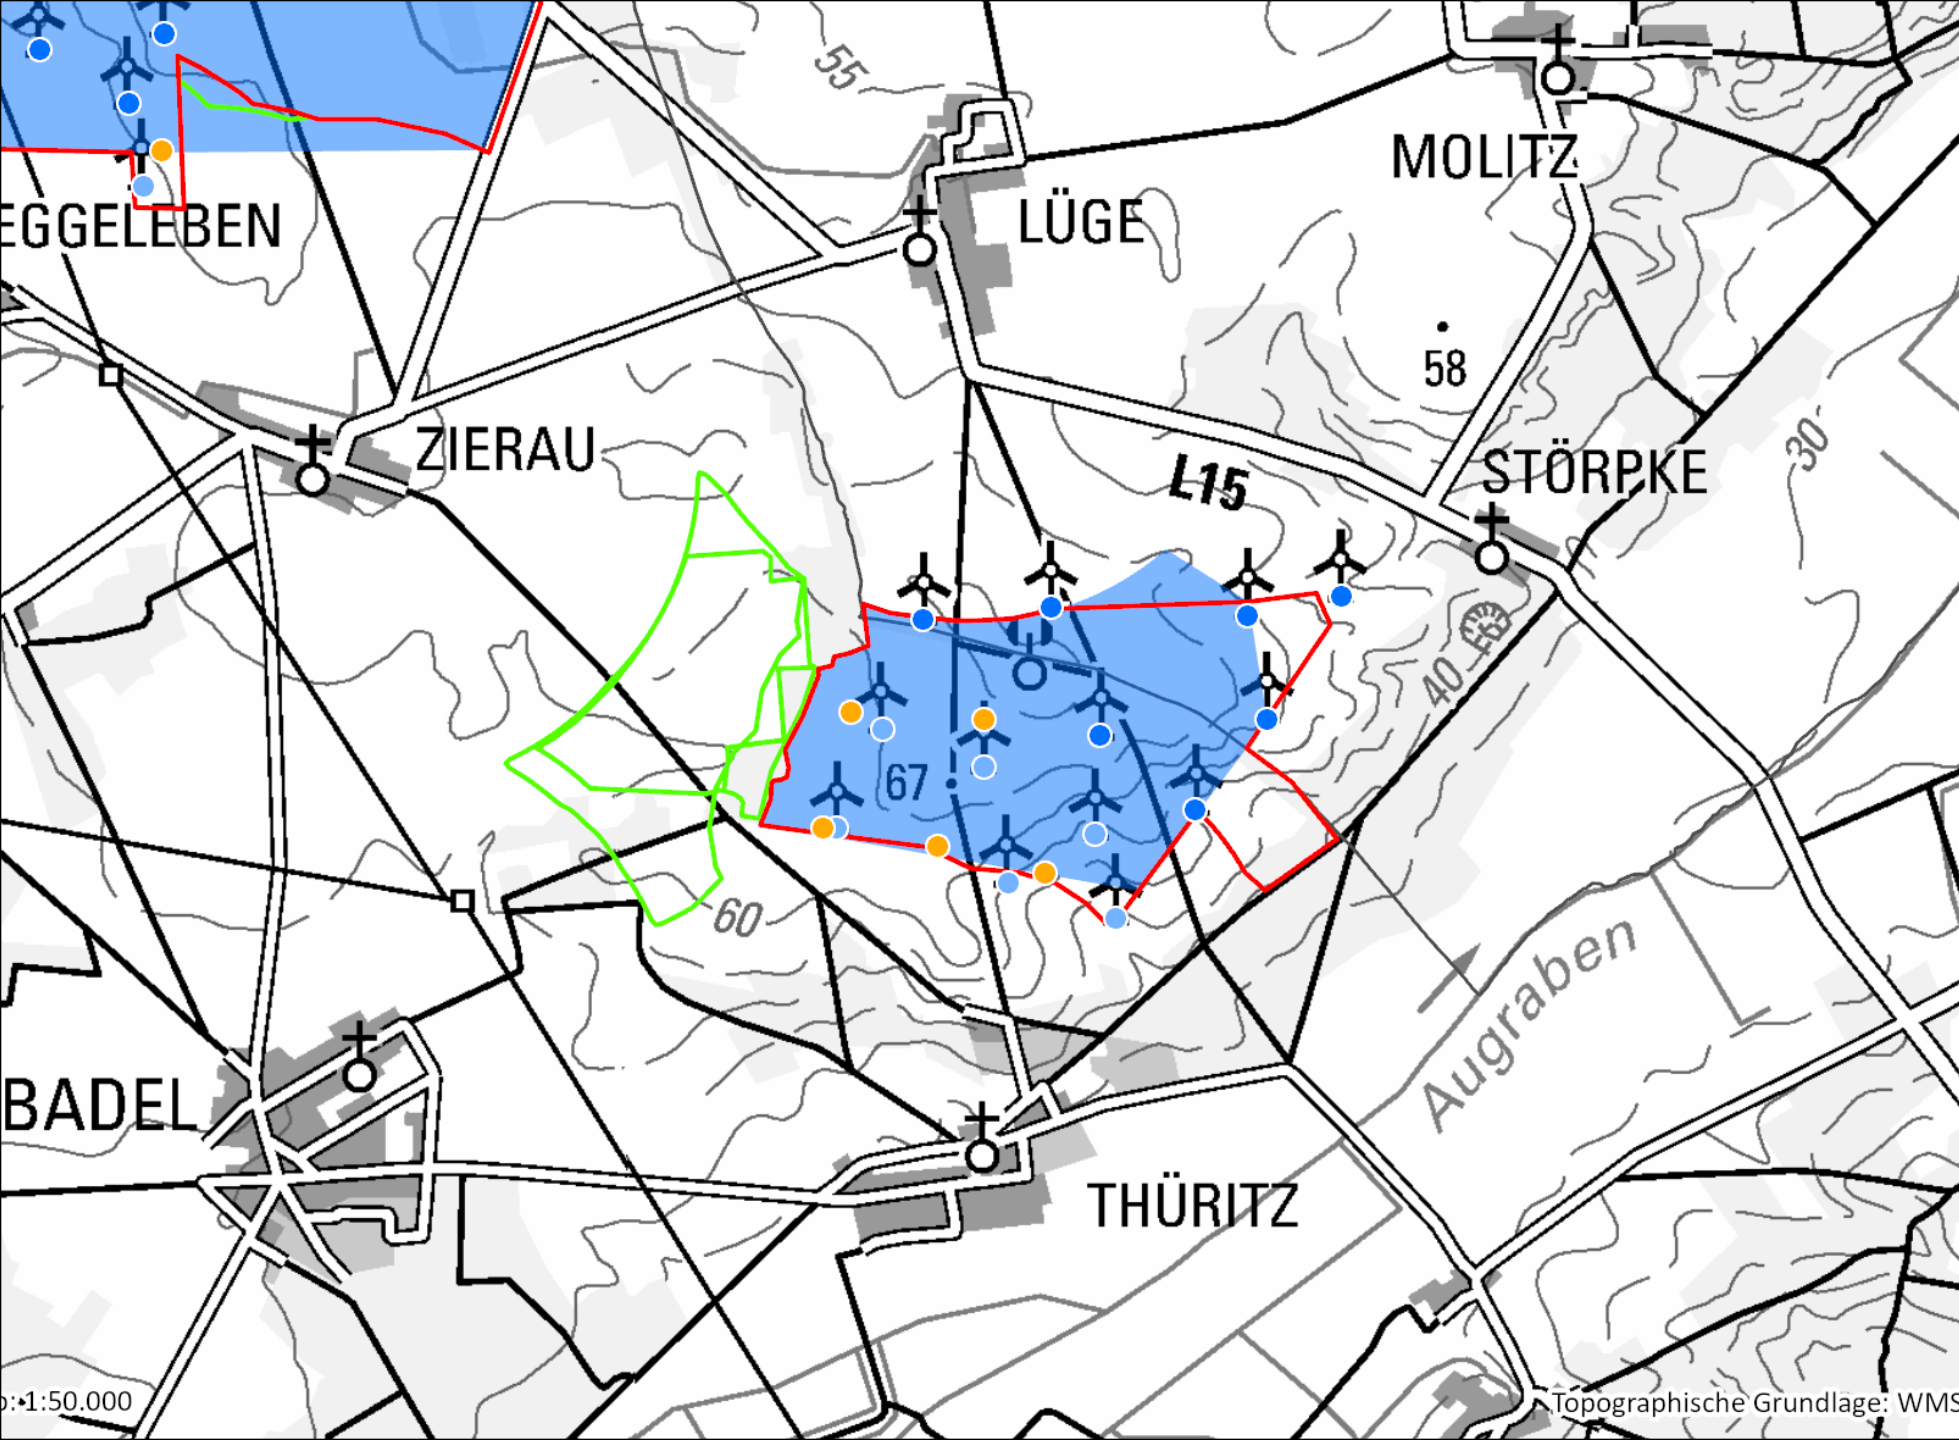 55
MOLITZ
EGGELEBEN
LÜGE
58
ZIERAU
L15
STÖRPKE
30
40
67
60
Augraben
BADEL
THÜRITZ
1:50.000
Topographische Grundlage: WMS